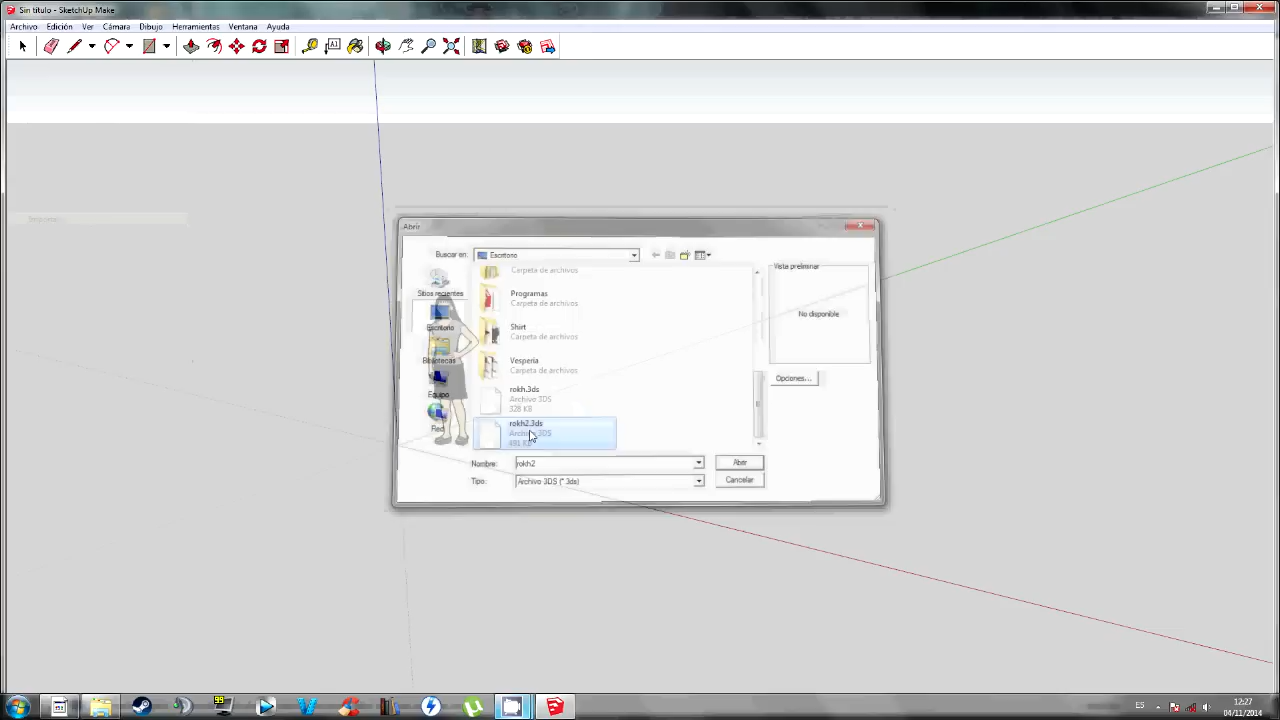 Sin título - SketchUp Make
Archivo Edición Ver Cámara Dibujo Herramientas Ventana Ayuda
Abrir
Buscar en: Escritorio
Carpeta de archivos
Vista preliminar
Sitios recientes
Programas
Carpeta de archivos
No disponible
Escritorio
Shirt
Carpeta de archivos
Bibliotecas
Vesperia
Carpeta de archivos
Opciones...
Equipo
rokh.3ds
Archivo 3DS
328 KB
Red
rokh2.3ds
Archivo 3DS
491 KB
Nombre: rokh2 Abrir
Tipo: Archivo 3DS (*.3ds) Cancelar
99
ES
12:27
04/11/2014